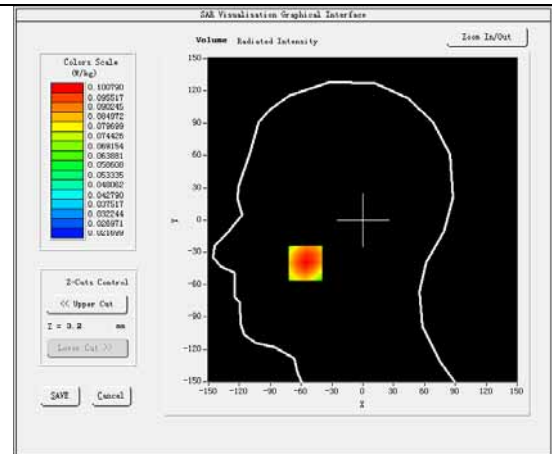 SAR Visualisation Graphical Interface
Volume Radiated Intensity
Zoom In/Out
Colors Scale
(W/kg)
0.100790
0.095517
0.090245
0.084972
0.079699
0.074426
0.069154
0.063881
0.058608
0.053335
0.048062
0.042790
0.037517
0.032244
0.026971
0.021699
Z-Cuts Control
<< Upper Cut
Z = 3.2 mm
Lower Cut >>
SAVE
Cancel
150
120
90
60
30
0
-30
-60
-90
-120
-150
Y
-150 -120 -90 -60 -30 0 30 60 90 120 150
X